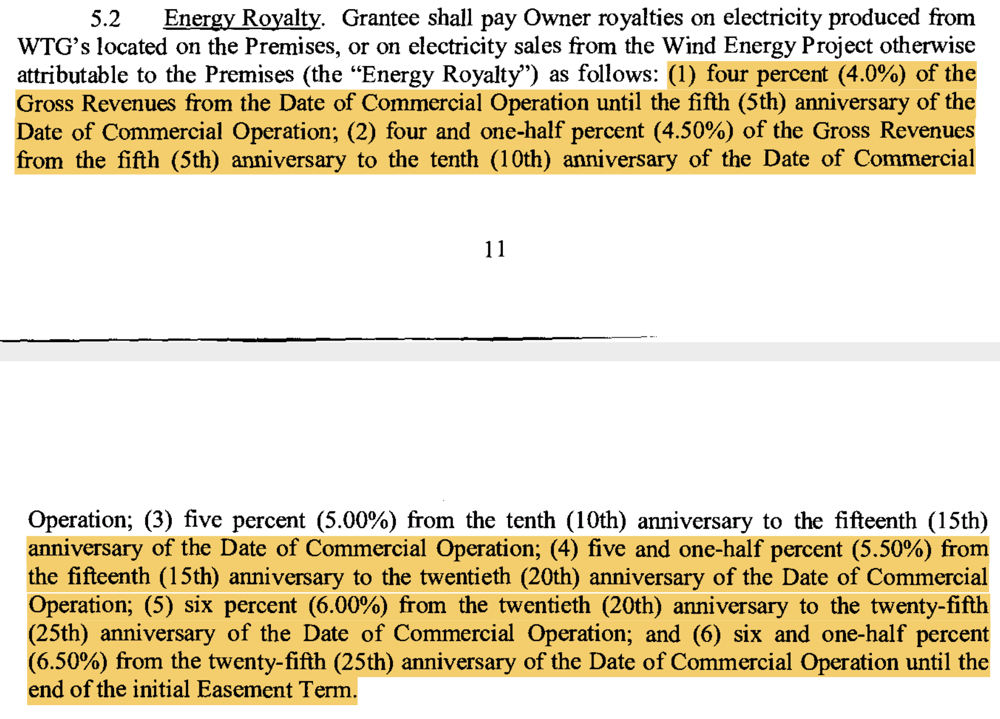 5.2 Energy Royalty. Grantee shall pay Owner royalties on electricity produced from
WTG's located on the Premises, or on electricity sales from the Wind Energy Project otherwise
attributable to the Premises (the “Energy Royalty”) as follows: (1) four percent (4.0%) of the
Gross Revenues from the Date of Commercial Operation until the fifth (5th) anniversary of the
Date of Commercial Operation; (2) four and one-half percent (4.50%) of the Gross Revenues
from the fifth (5th) anniversary to the tenth (10th) anniversary of the Date of Commercial
11
Operation; (3) five percent (5.00%) from the tenth (10th) anniversary to the fifteenth (15th)
anniversary of the Date of Commercial Operation; (4) five and one-half percent (5.50%) from
the fifteenth (15th) anniversary to the twentieth (20th) anniversary of the Date of Commercial
Operation; (5) six percent (6.00%) from the twentieth (20th) anniversary to the twenty-fifth
(25th) anniversary of the Date of Commercial Operation; and (6) six and one-half percent
(6.50%) from the twenty-fifth (25th) anniversary of the Date of Commercial Operation until the
end of the initial Easement Term.